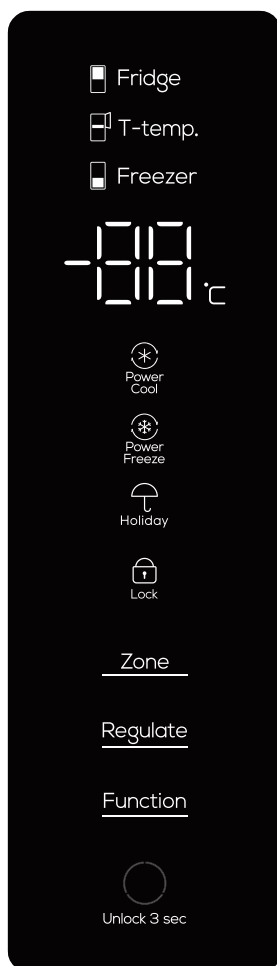 Fridge
T-temp.
Freezer
-88 °C
Power
Cool
Power
Freeze
Holiday
Lock
Zone
Regulate
Function
Unlock 3 sec